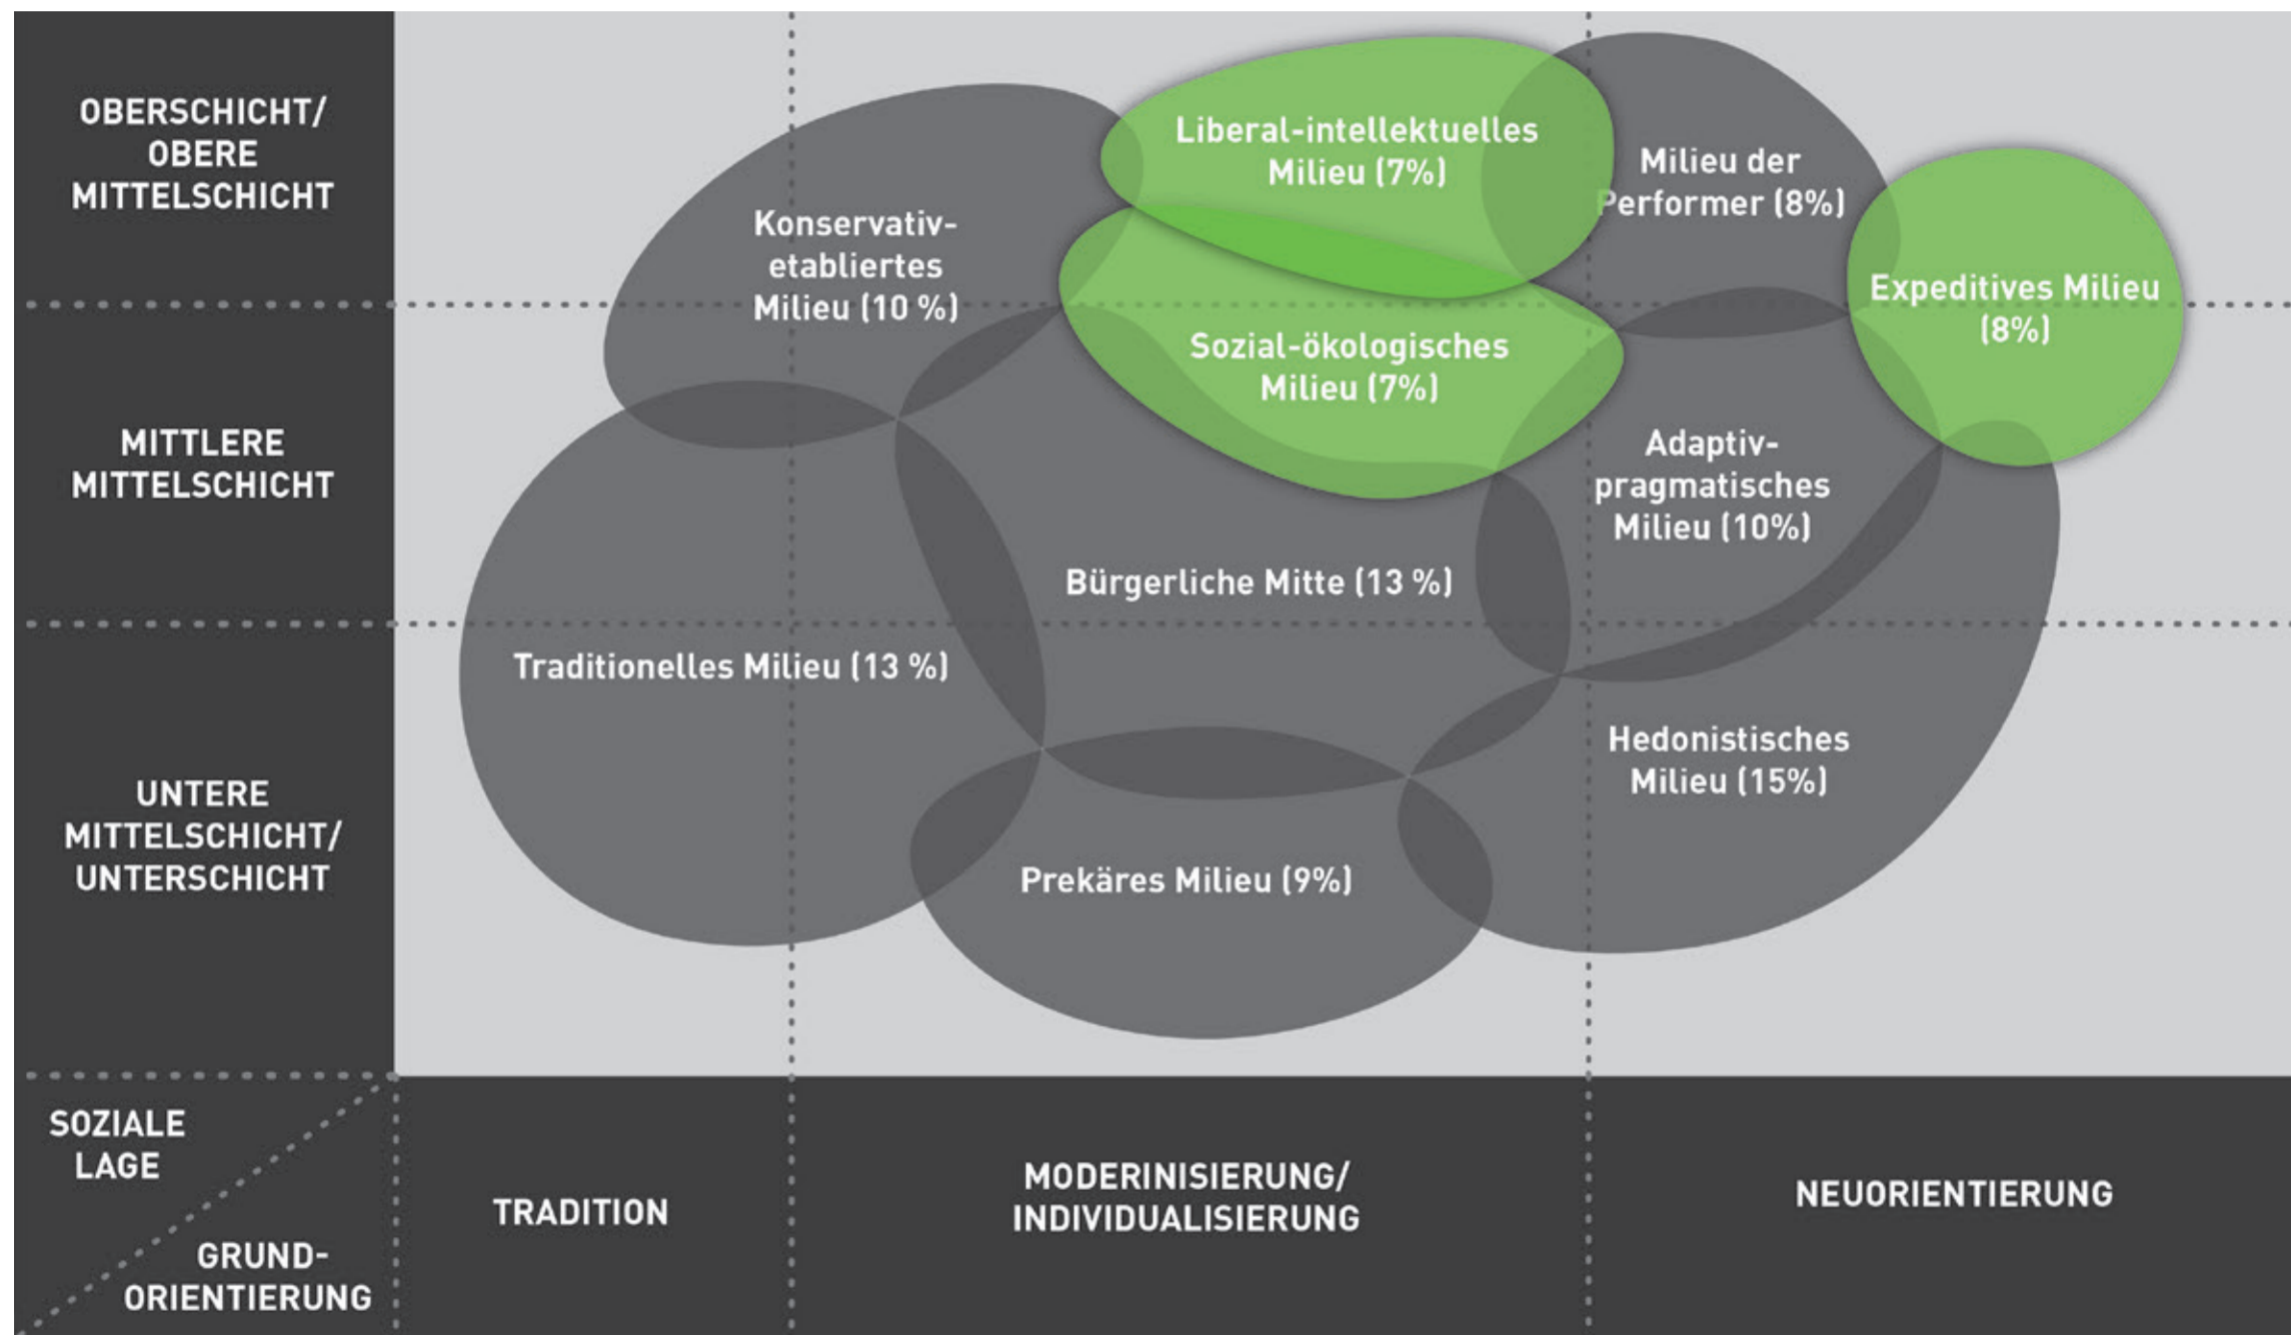 OBERSCHICHT/
OBERE
MITTELSCHICHT
MITTLERE
MITTELSCHICHT
UNTERE
MITTELSCHICHT/
UNTERSCHICHT
SOZIALE
LAGE
GRUND-
ORIENTIERUNG
TRADITION
MODERINISIERUNG/
INDIVIDUALISIERUNG
NEUORIENTIERUNG
Konservativ-
etabliertes
Milieu (10 %)
Liberal-intellektuelles
Milieu (7%)
Milieu der
Performer (8%)
Expeditives Milieu
(8%)
Sozial-ökologisches
Milieu (7%)
Adaptiv-
pragmatisches
Milieu (10%)
Bürgerliche Mitte (13 %)
Traditionelles Milieu (13 %)
Hedonistisches
Milieu (15%)
Prekäres Milieu (9%)